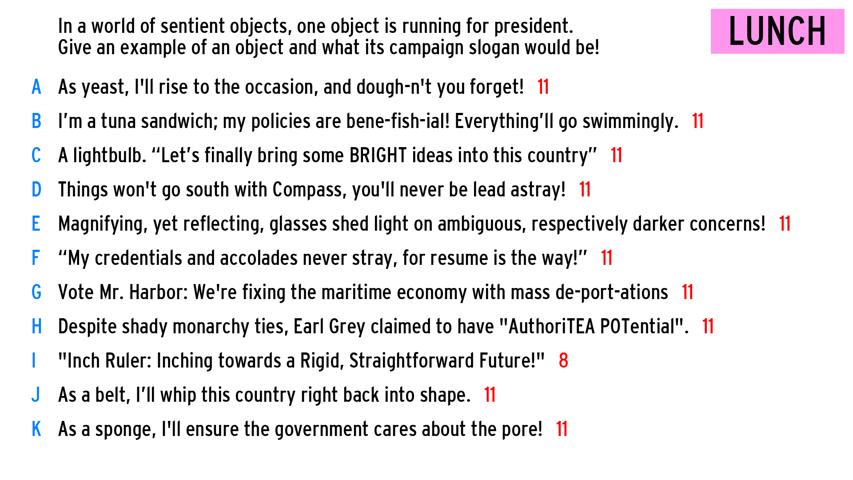 In a world of sentient objects, one object is running for president.
Give an example of an object and what its campaign slogan would be!
LUNCH
A As yeast, I'll rise to the occasion, and dough-n't you forget! 11
B I’m a tuna sandwich; my policies are bene-fish-ial! Everything’ll go swimmingly. 11
C A lightbulb. “Let’s finally bring some BRIGHT ideas into this country” 11
D Things won't go south with Compass, you'll never be lead astray! 11
E Magnifying, yet reflecting, glasses shed light on ambiguous, respectively darker concerns! 11
F “My credentials and accolades never stray, for resume is the way!” 11
G Vote Mr. Harbor: We're fixing the maritime economy with mass de-port-ations 11
H Despite shady monarchy ties, Earl Grey claimed to have "AuthoriTEA POTential". 11
I "Inch Ruler: Inching towards a Rigid, Straightforward Future!" 8
J As a belt, I’ll whip this country right back into shape. 11
K As a sponge, I'll ensure the government cares about the pore! 11